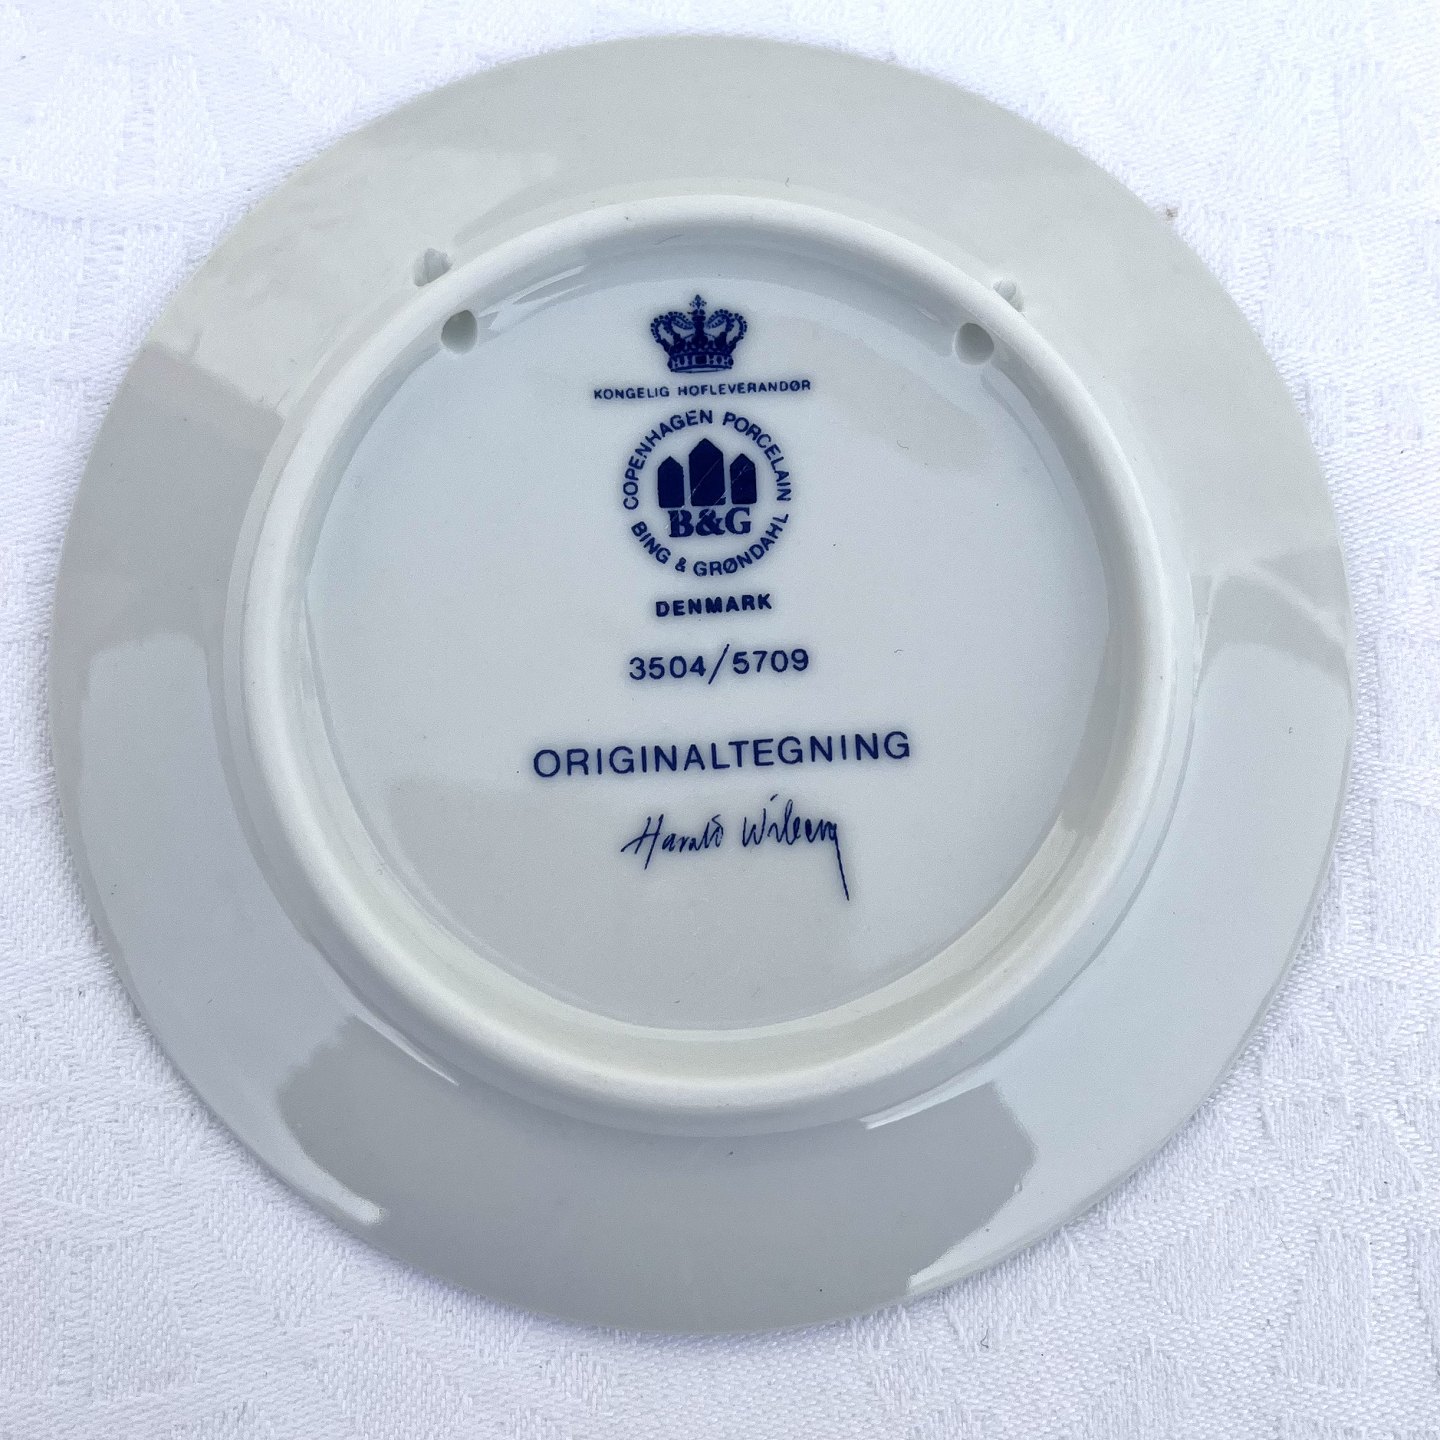 KONGELIG HOFLEVERANDØR
COPENHAGEN PORCELAIN
B&G
BING & GRØNDAHL
DENMARK
3504/5709
ORIGINALTEGNING
Harald Wiberg